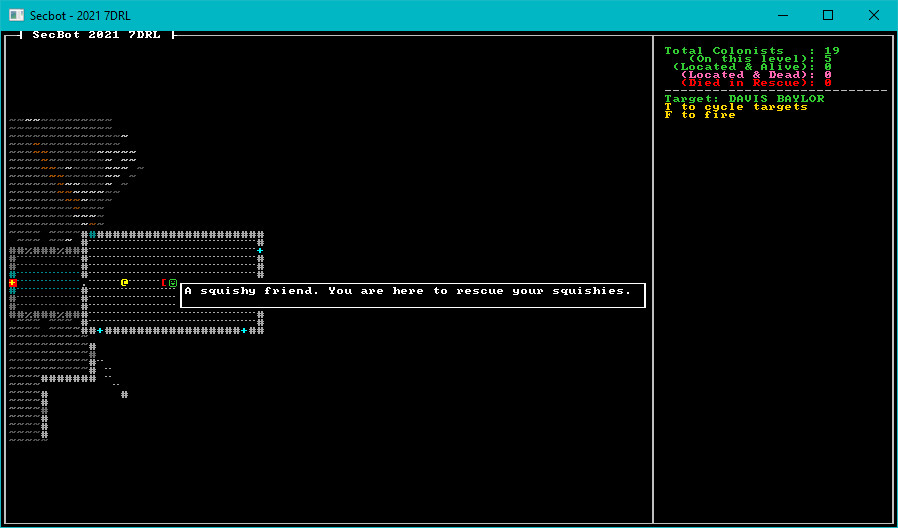 Secbot - 2021 7DRL
SecBot 2021 7DRL
Total Colonists : 19
(On this level): 5
(Located & Alive): 0
(Located & Dead): 0
(Died in Rescue): 0
Target: DAVIS BAYLOR
T to cycle targets
F to fire
A squishy friend. You are here to rescue your squishies.